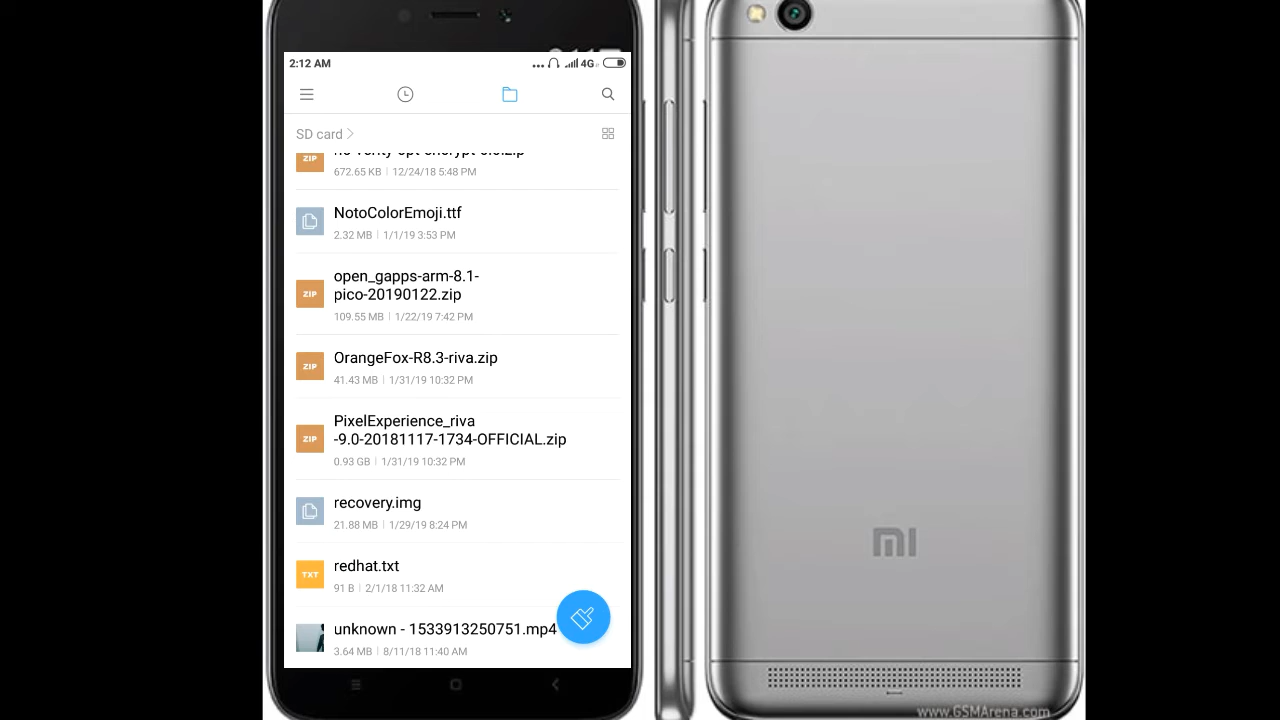 2:12 AM
4G
SD card
ZIP
672.65 KB | 12/24/18 5:48 PM
NotoColorEmoji.ttf
2.32 MB | 1/1/19 3:53 PM
open_gapps-arm-8.1-
pico-20190122.zip
ZIP
109.55 MB | 1/22/19 7:42 PM
OrangeFox-R8.3-riva.zip
ZIP
41.43 MB | 1/31/19 10:32 PM
PixelExperience_riva
-9.0-20181117-1734-OFFICIAL.zip
ZIP
0.93 GB | 1/31/19 10:32 PM
recovery.img
21.88 MB | 1/29/19 8:24 PM
redhat.txt
TXT
91 B | 2/1/18 11:32 AM
unknown - 1533913250751.mp4
3.64 MB | 8/11/18 11:40 AM
MI
www.GSMArena.com